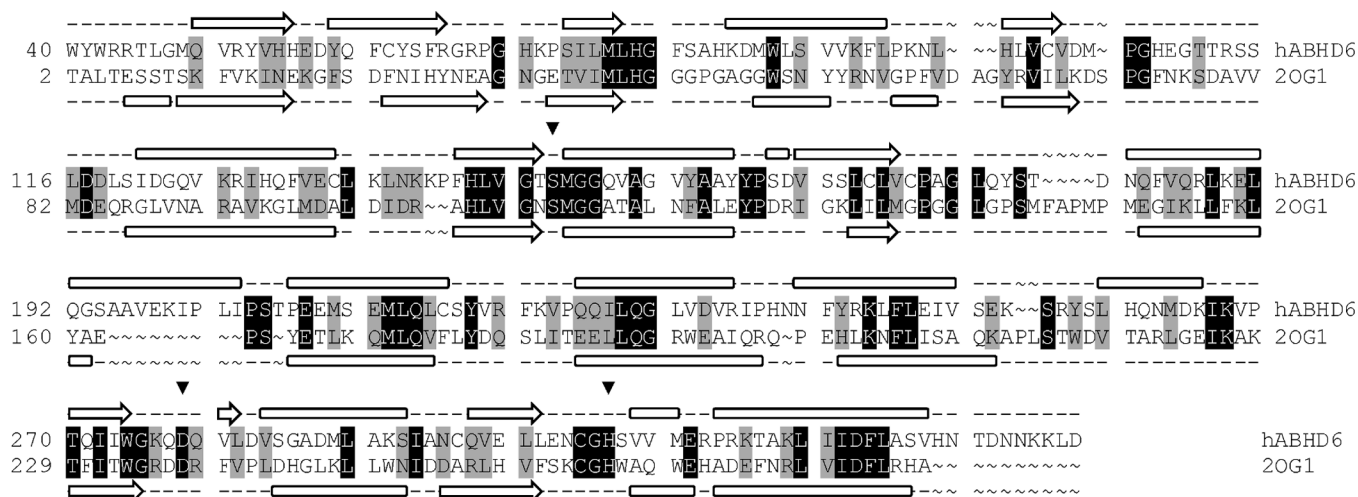 40 WYWRRTLGMQ VRYVHHEDYQ FCYSFRGRPG HKPSILMLHG FSAHKDMWLS VVKFLPKNL~ ~~HLVCVDM~ PGHEGTTRSS hABHD6
2 TALTESSTSK FVKINEKGFS DFNIHYNEAG NGETVIMLHG GGPGAGGWSN YYRNVGPFVD AGYRVILKDS PGFNKSDAVV 2OG1
116 LDDLSIDGQV KRIHQFVECL KLNKKPFHLV GTSMGGQVAG VYAAYYPSDV SSLCLVCPAG LQYST~~~~D NQFVQRLKEL hABHD6
82 MDEQRGLVNA RAVKGLMDAL DIDR~~AHLV GNSMGGATAL NFALEYPDRI GKLILMGPGG LGPSMFAPMP MEGIKLLFKL 2OG1
192 QGSAAVEKIP LIPSTPEEMS EMLQLCSYVR FKVPQQILQG LVDVRIPHNN FYRKLFLEIV SEK~~SRYSL HQNMDKIKVP hABHD6
160 YAE~~~~~~~ ~~PS~YETLK QMLQVFLYDQ SLITEELLQG RWEAIQRQ~P EHLKNFLISA QKAPLSTWDV TARLGEIKAK 2OG1
270 TQIIWGKQDQ VLDVSGADML AKSIANCQVE LLENCGHSVV MERPRKTAKL IIDFLASVHN TDNNKKLD hABHD6
229 TFITWGRDDR FVPLDHGLKL LWNIDDARLH VFSKCGHWAQ WEHADEFNRL VIDFLRHA~~ ~~~~~~~~ 2OG1